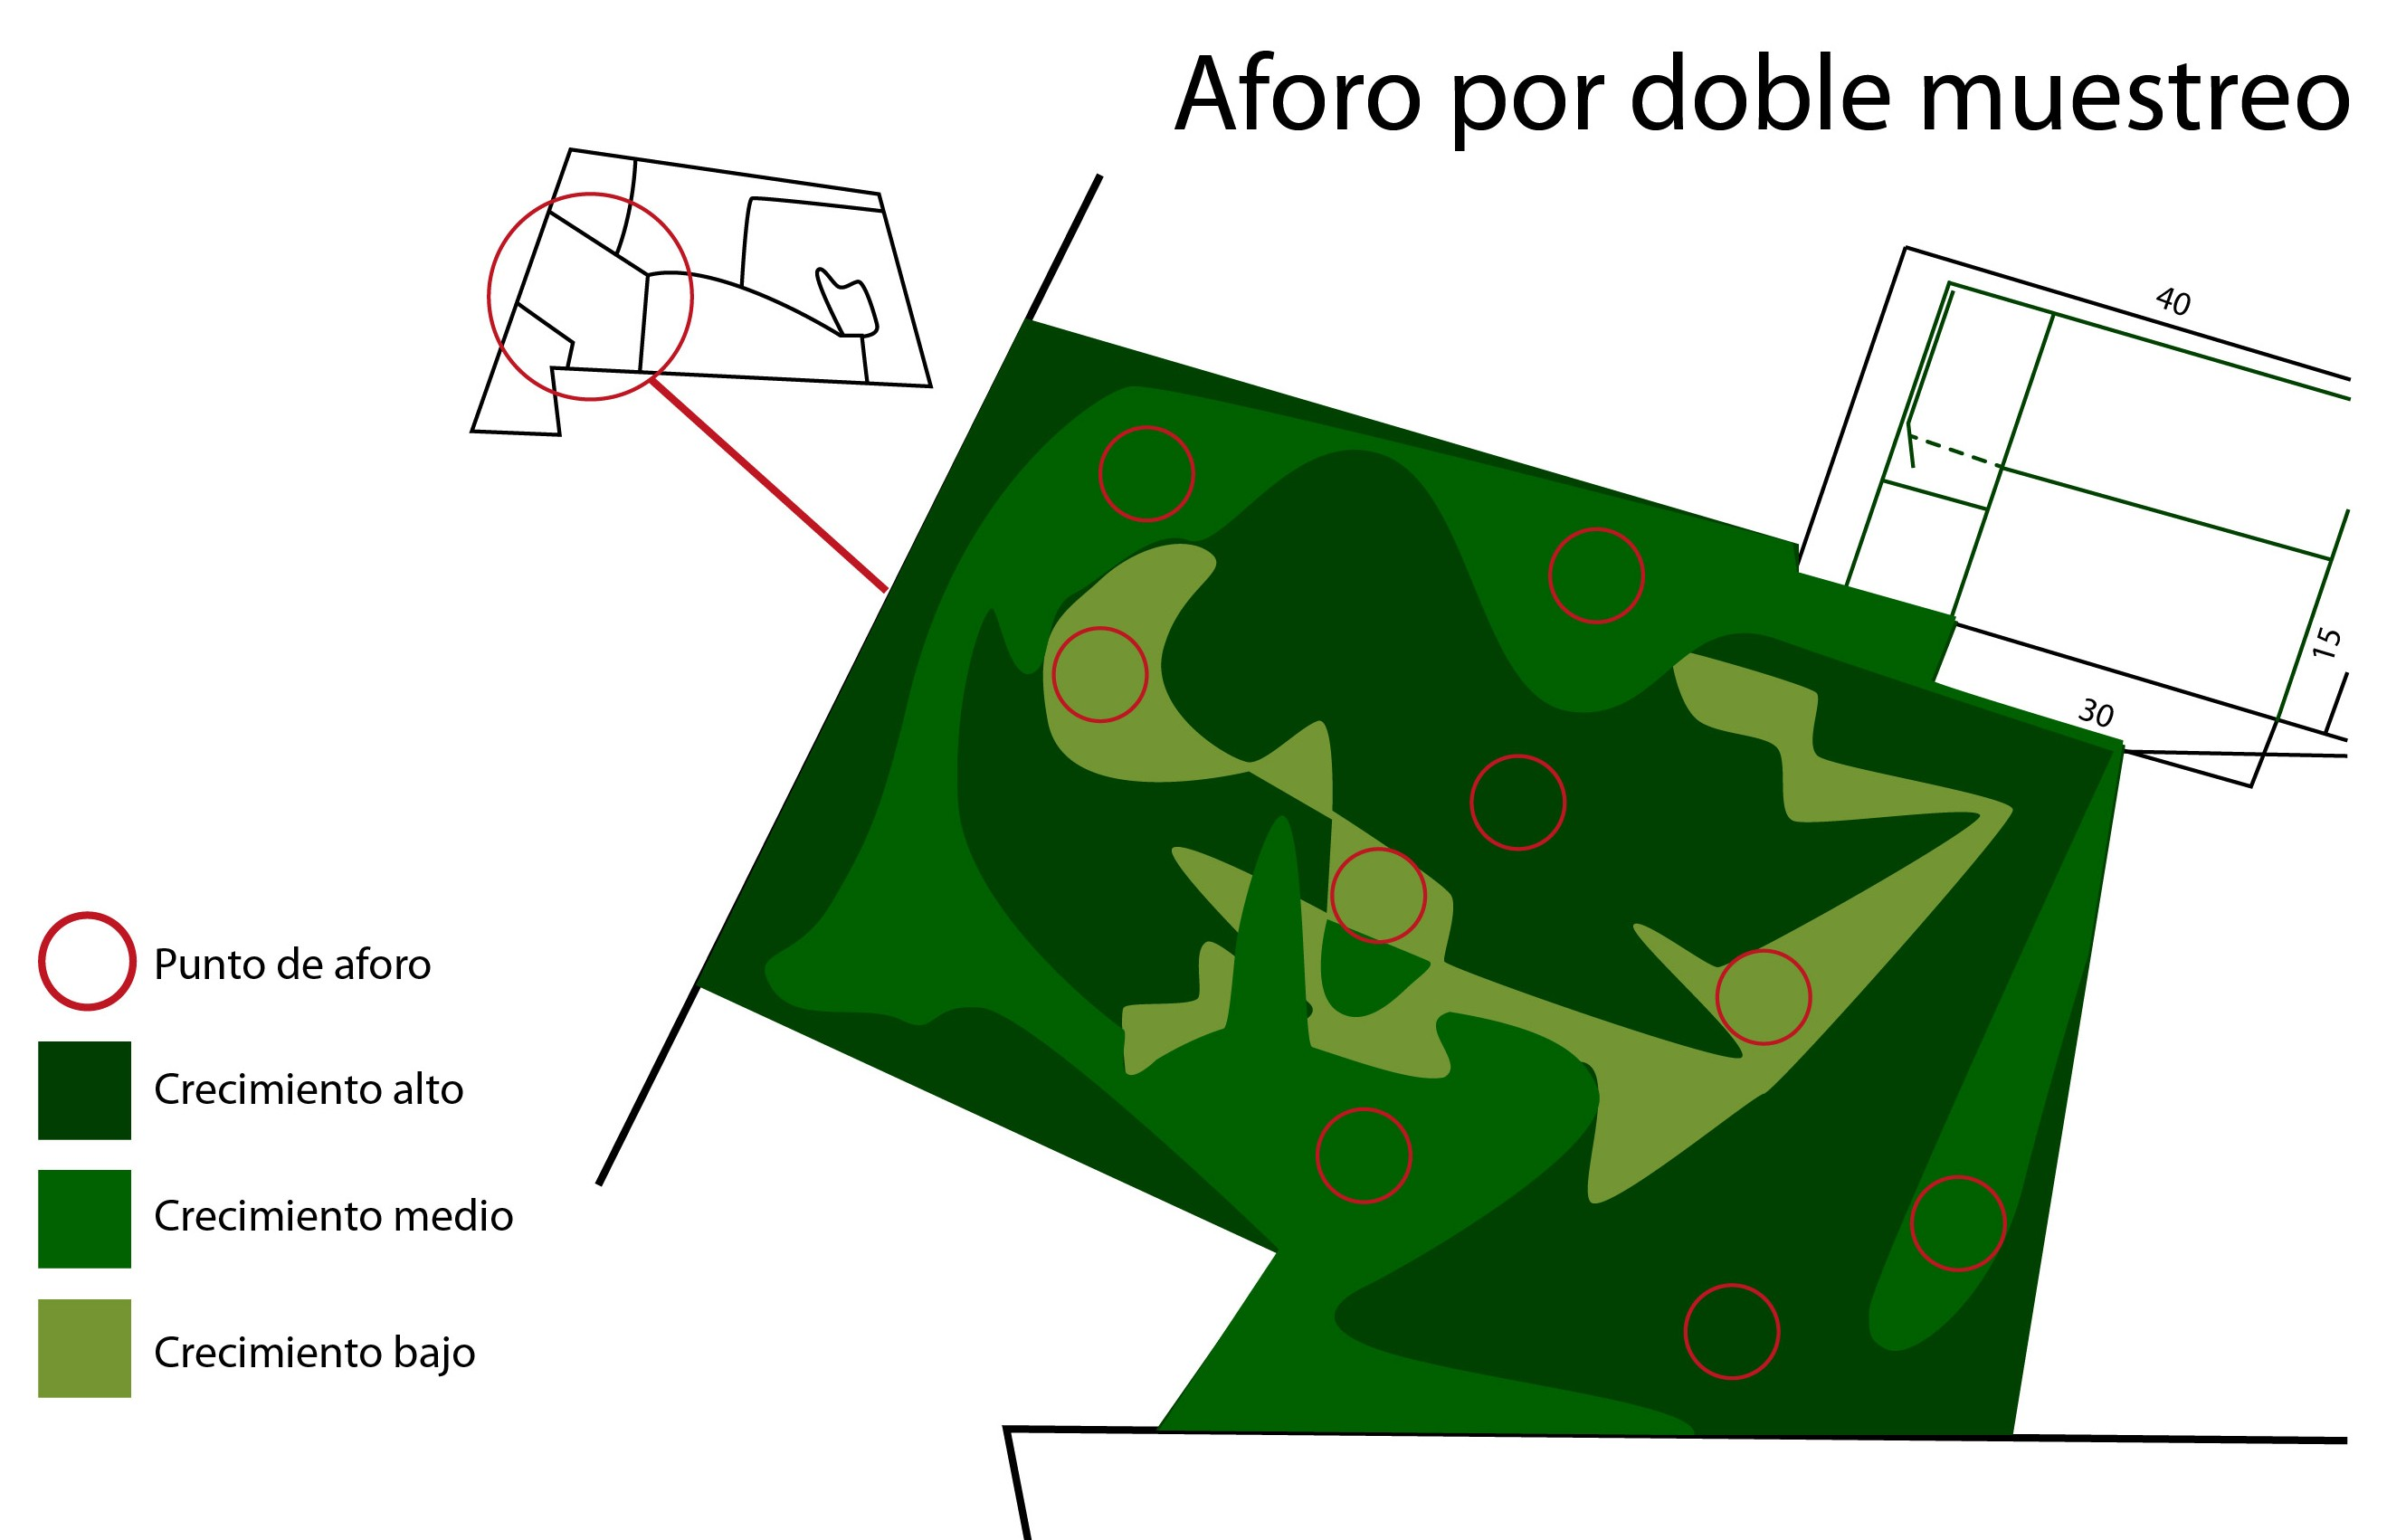 Aforo por doble muestreo
40
15
30
Punto de aforo
Crecimiento alto
Crecimiento medio
Crecimiento bajo